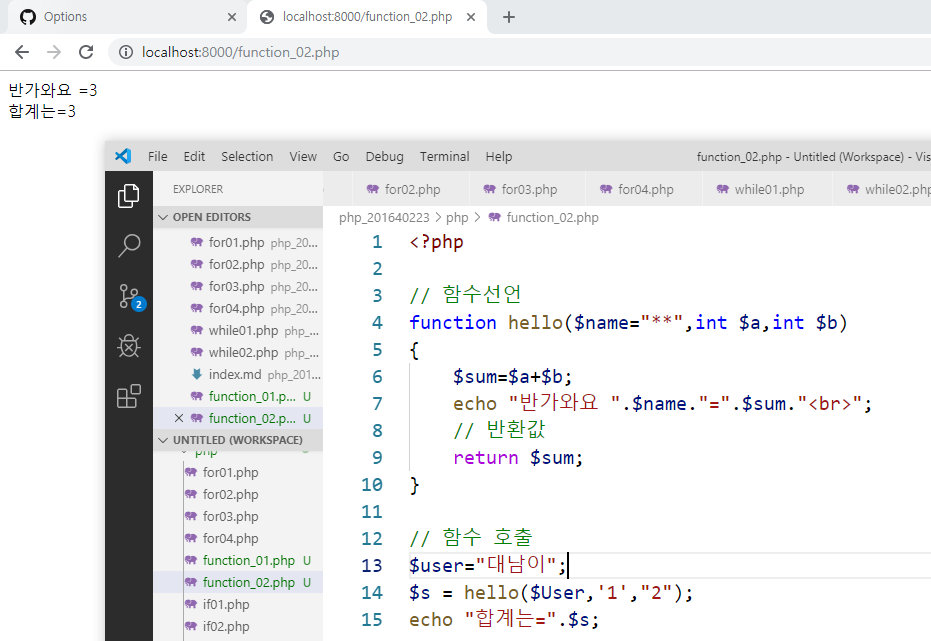 Options
localhost:8000/function_02.php
localhost:8000/function_02.php
반가와요 =3
합계는=3
File Edit Selection View Go Debug Terminal Help
function_02.php - Untitled (Workspace) - Vis
EXPLORER
for02.php for03.php for04.php while01.php while02.php
OPEN EDITORS
php_201640223 > php > function_02.php
for01.php php_20...
for02.php php_20...
for03.php php_20...
for04.php php_20...
while01.php php_...
while02.php php_...
index.md php_201...
function_01.p... U
function_02.p... U
2
UNTITLED (WORKSPACE)
php
for01.php
for02.php
for03.php
for04.php
function_01.php U
function_02.php U
if01.php
if02.php
1 <?php
2
3 // 함수선언
4 function hello($name="**",int $a,int $b)
5 {
6 $sum=$a+$b;
7 echo "반가와요 ".$name."=".$sum."<br>";
8 // 반환값
9 return $sum;
10 }
11
12 // 함수 호출
13 $user="대남이";
14 $s = hello($User,'1',"2");
15 echo "합계는=".$s;